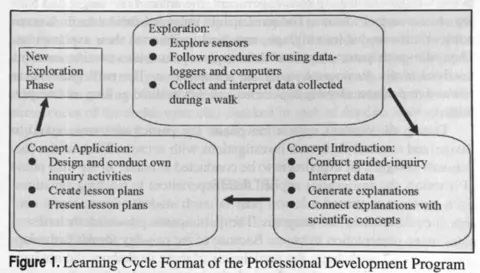 Exploration:
● Explore sensors
● Follow procedures for using data-
loggers and computers
● Collect and interpret data collected
during a walk
New
Exploration
Phase
Concept Application:
● Design and conduct own
inquiry activities
● Create lesson plans
● Present lesson plans
Concept Introduction:
● Conduct guided-inquiry
● Interpret data
● Generate explanations
● Connect explanations with
scientific concepts
Figure 1. Learning Cycle Format of the Professional Development Program